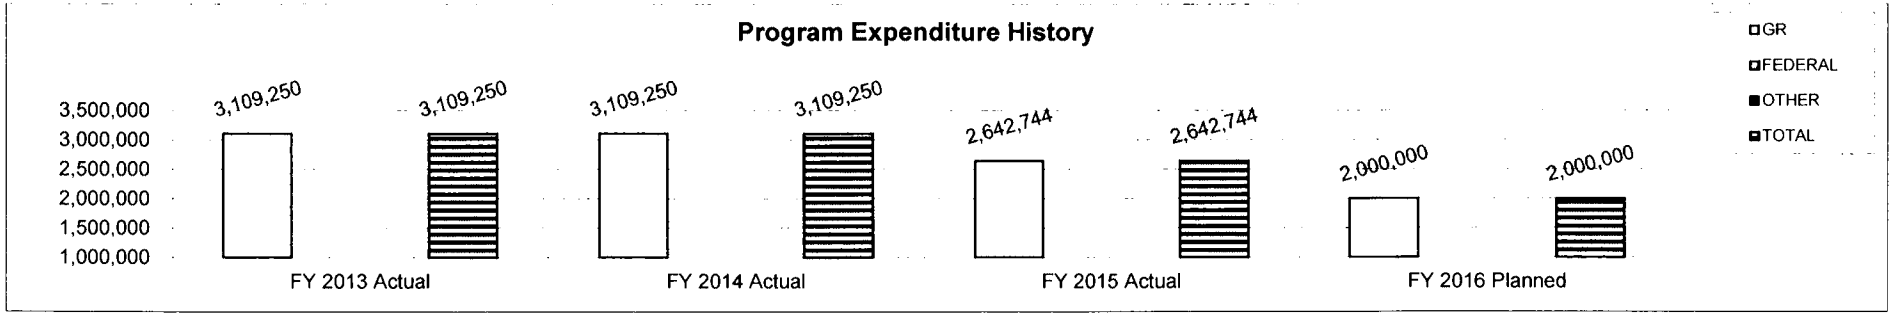 Program Expenditure History
GR
FEDERAL
OTHER
TOTAL
3,109,250 3,109,250 3,109,250 3,109,250 2,642,744 2,642,744 2,000,000 2,000,000
3,500,000
3,000,000
2,500,000
2,000,000
1,500,000
1,000,000
FY 2013 Actual FY 2014 Actual FY 2015 Actual FY 2016 Planned